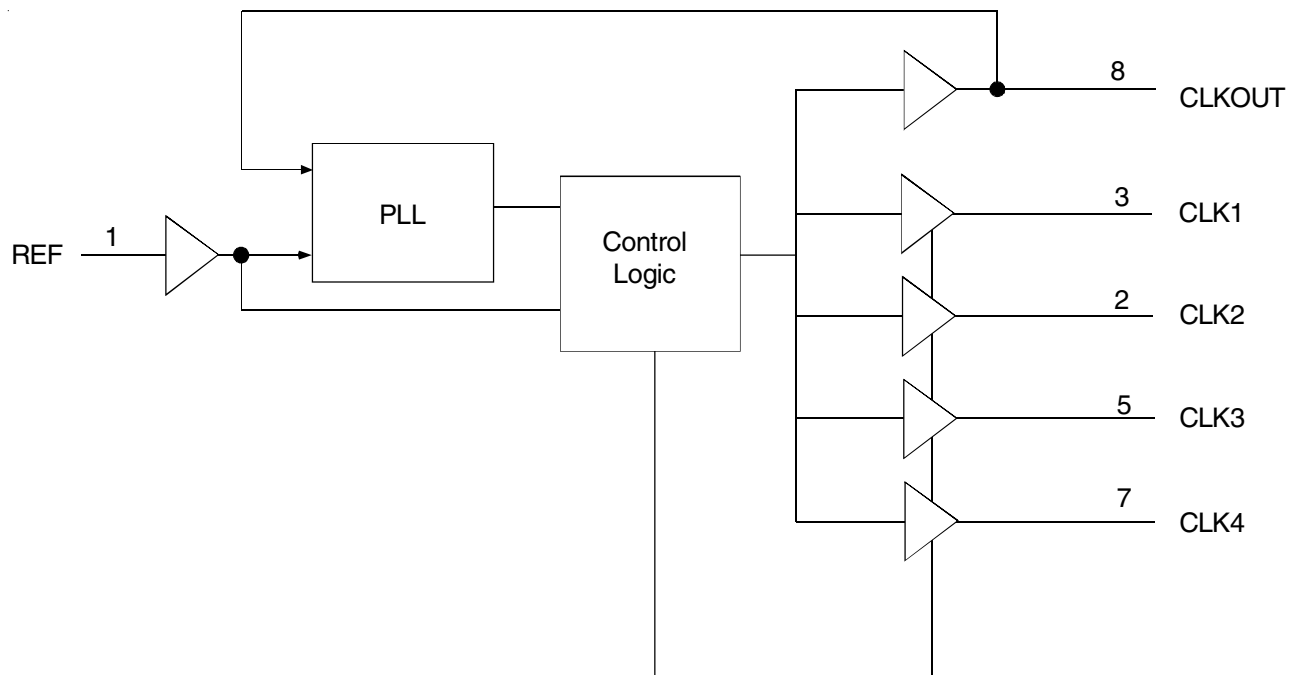 8
CLKOUT
PLL
3
CLK1
REF
1
Control
Logic
2
CLK2
5
CLK3
7
CLK4